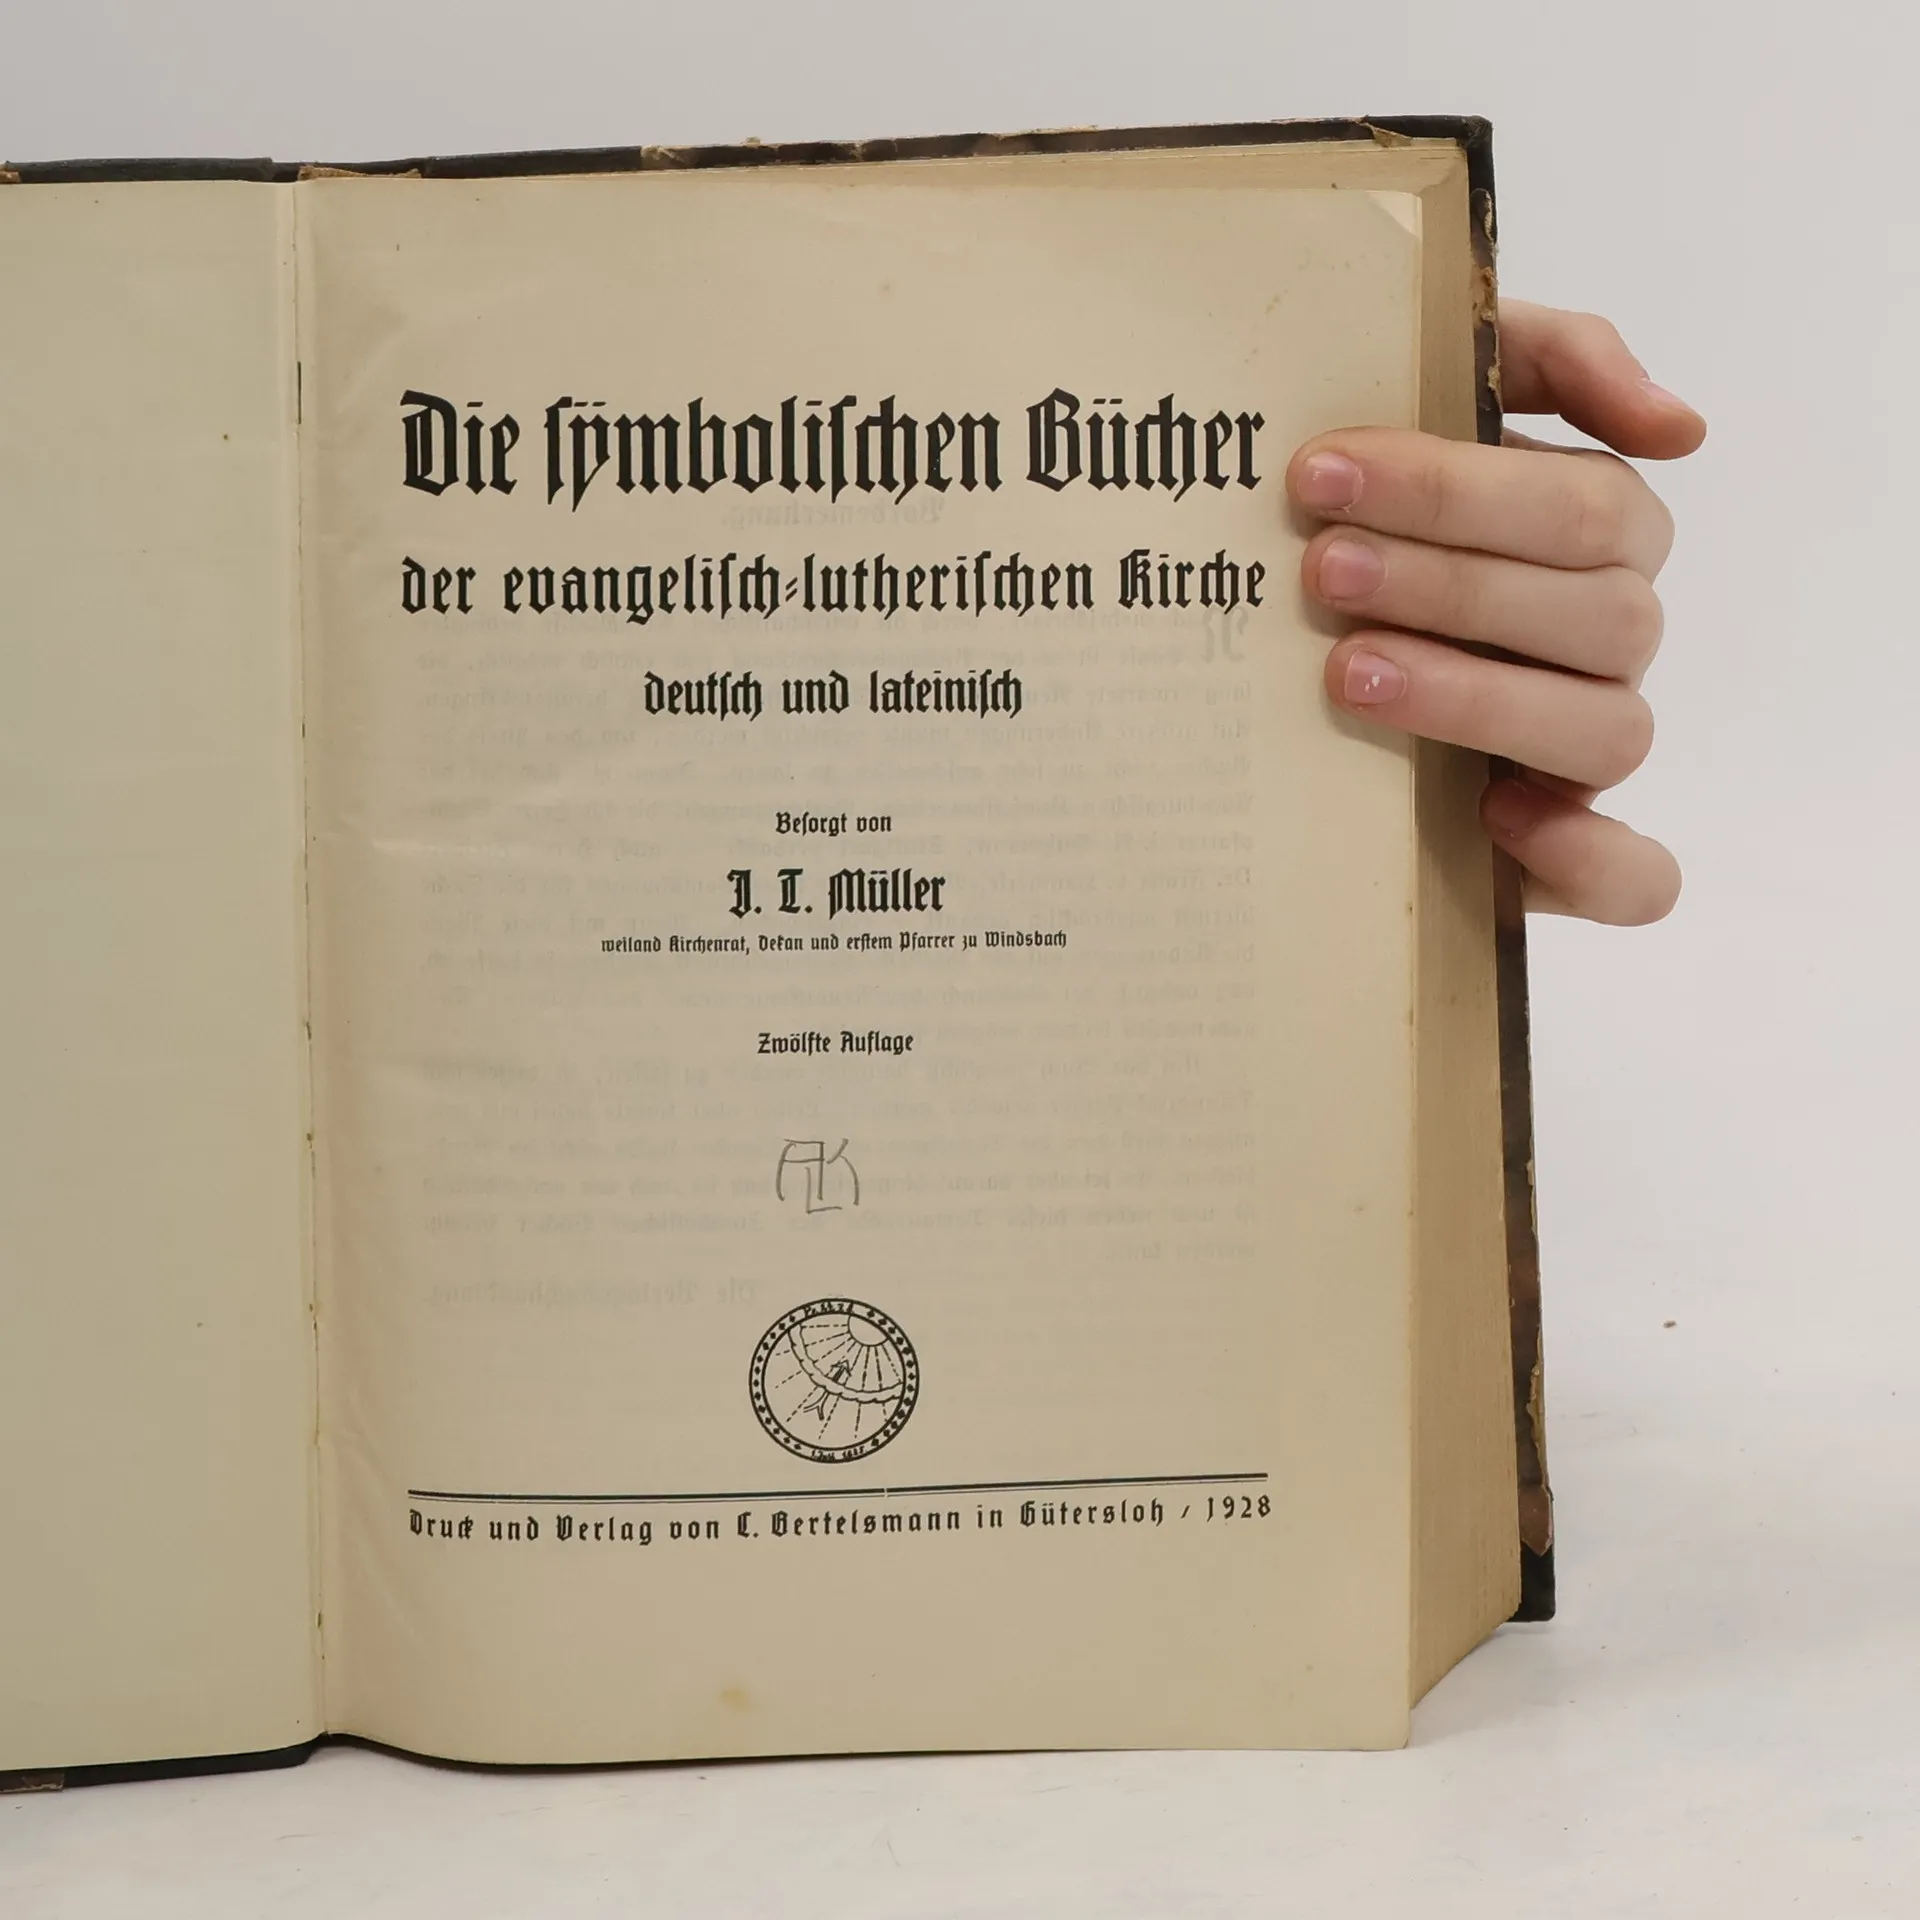 Die ſymboliſchen Bücher
der evangeliſch-lutheriſchen Kirche
deutſch und lateiniſch
Beſorgt von
J. T. Müller
weiland Kirchenrat, Dekan und erſtem Pfarrer zu Windsbach
Zwölfte Auflage
Druck und Verlag von C. Bertelsmann in Gütersloh / 1928